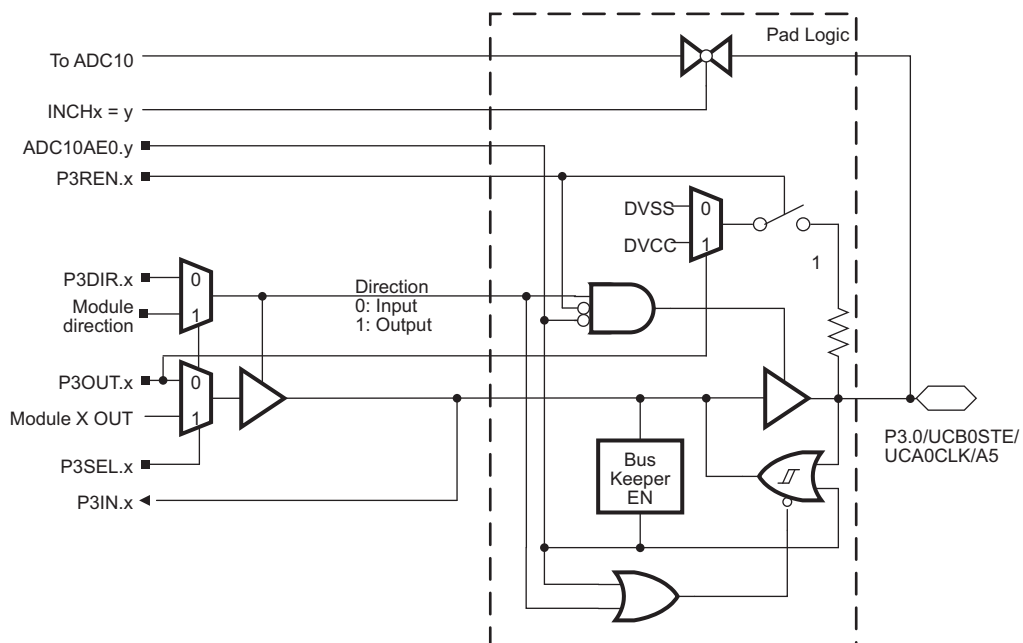 Pad Logic
To ADC10
INCHx = y
ADC10AE0.y
P3REN.x
DVSS
0
DVCC
1
1
P3DIR.x
0
Module
direction
1
Direction
0: Input
1: Output
P3OUT.x
0
Module X OUT
1
P3SEL.x
P3IN.x
Bus
Keeper
EN
P3.0/UCB0STE/
UCA0CLK/A5